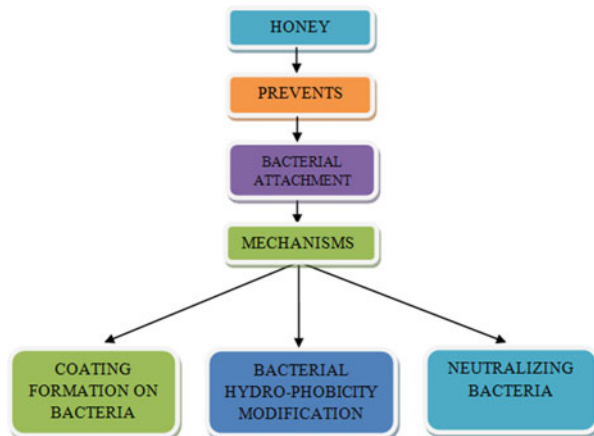 HONEY
PREVENTS
BACTERIAL
ATTACHMENT
MECHANISMS
COATING
FORMATION ON
BACTERIA
BACTERIAL
HYDRO-PHOBICITY
MODIFICATION
NEUTRALIZING
BACTERIA